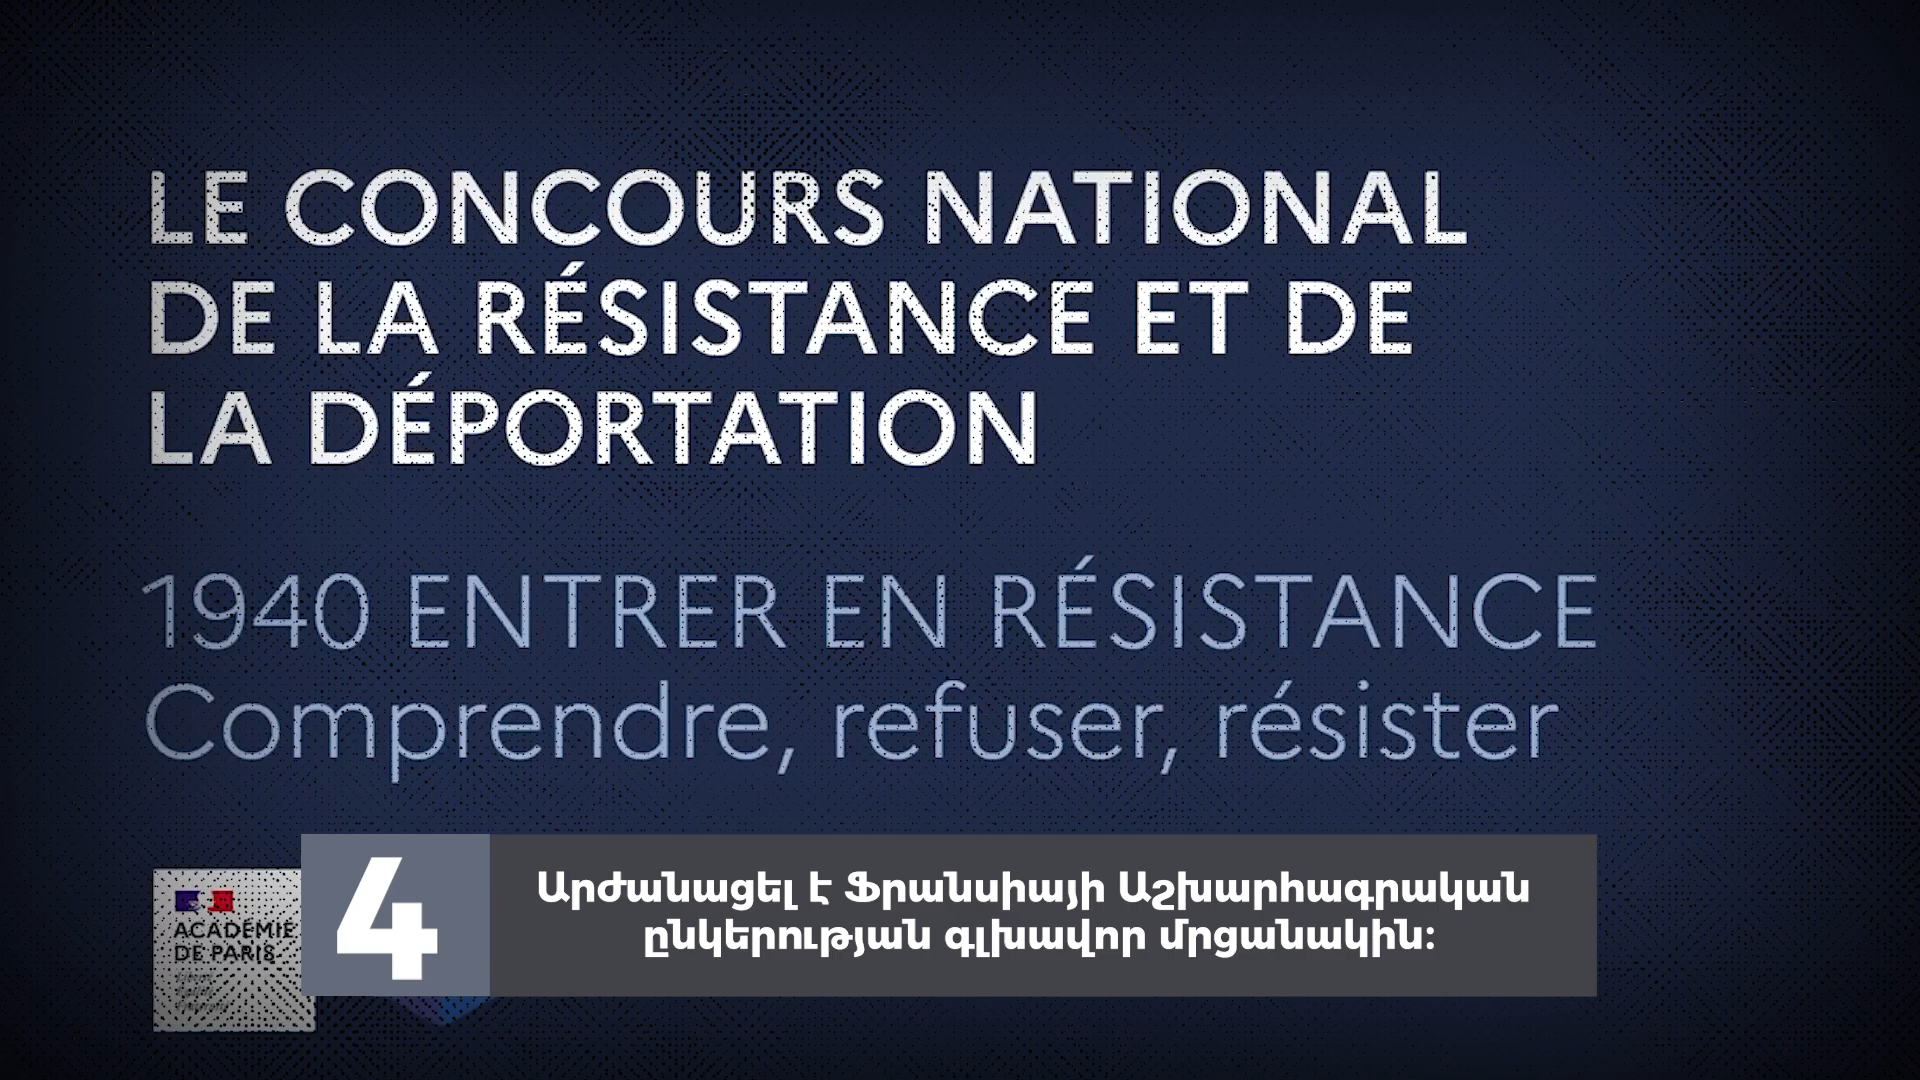 LE CONCOURS NATIONAL
DE LA RÉSISTANCE ET DE
LA DÉPORTATION
1940 ENTRER EN RÉSISTANCE
Comprendre, refuser, résister
ACADÉMIE
DE PARIS
4
Արժանացել է Ֆրանսիայի Աշխարհագրական
ընկերության գլխավոր մրցանակին: